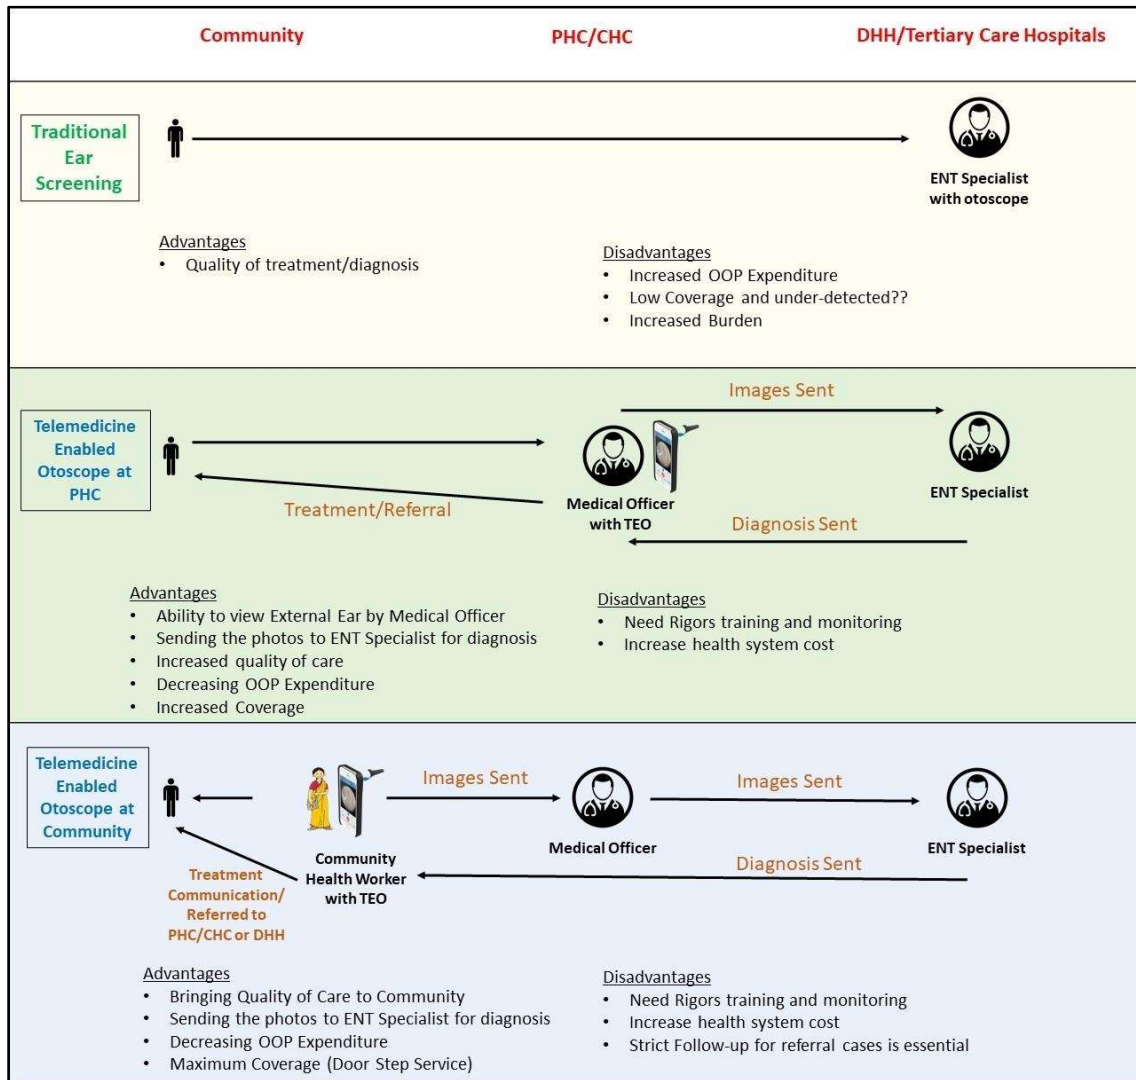 Community
PHC/CHC
DHH/Tertiary Care Hospitals
Traditional
Ear
Screening
ENT Specialist
with otoscope
Advantages
• Quality of treatment/diagnosis
Disadvantages
• Increased OOP Expenditure
• Low Coverage and under-detected??
• Increased Burden
Telemedicine
Enabled
Otoscope at
PHC
Images Sent
Treatment/Referral
Medical Officer
with TEO
ENT Specialist
Diagnosis Sent
Advantages
• Ability to view External Ear by Medical Officer
• Sending the photos to ENT Specialist for diagnosis
• Increased quality of care
• Decreasing OOP Expenditure
• Increased Coverage
Disadvantages
• Need Rigors training and monitoring
• Increase health system cost
Telemedicine
Enabled
Otoscope at
Community
Images Sent
Images Sent
Community
Health Worker
with TEO
Medical Officer
ENT Specialist
Diagnosis Sent
Treatment
Communication/
Referred to
PHC/CHC or DHH
Advantages
• Bringing Quality of Care to Community
• Sending the photos to ENT Specialist for diagnosis
• Decreasing OOP Expenditure
• Maximum Coverage (Door Step Service)
Disadvantages
• Need Rigors training and monitoring
• Increase health system cost
• Strict Follow-up for referral cases is essential